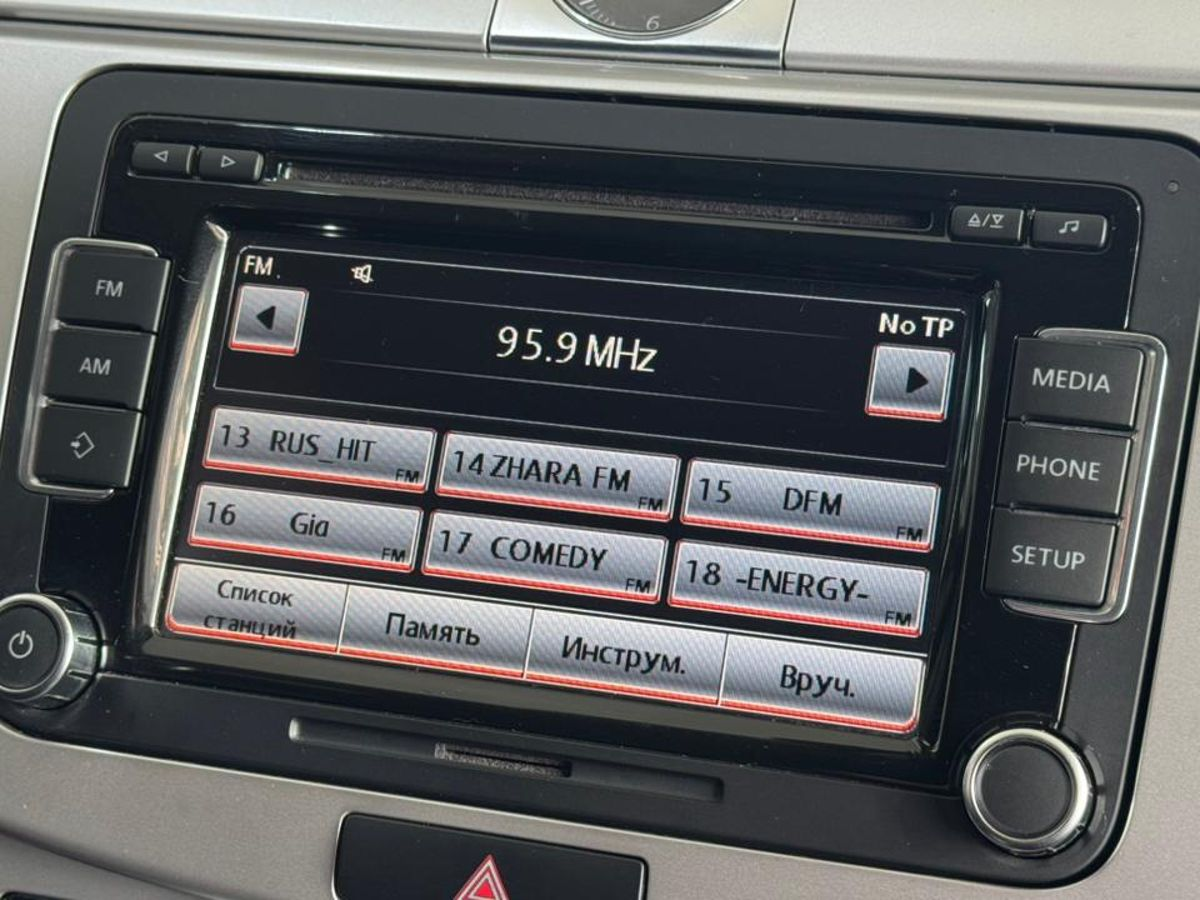 6
FM
No TP
95.9 MHz
FM
AM
MEDIA
PHONE
SETUP
13 RUS_HIT FM
14 ZHARA FM FM
15 DFM FM
16 Gia FM
17 COMEDY FM
18 -ENERGY- FM
Список
станций
Память
Инструм.
Вруч.